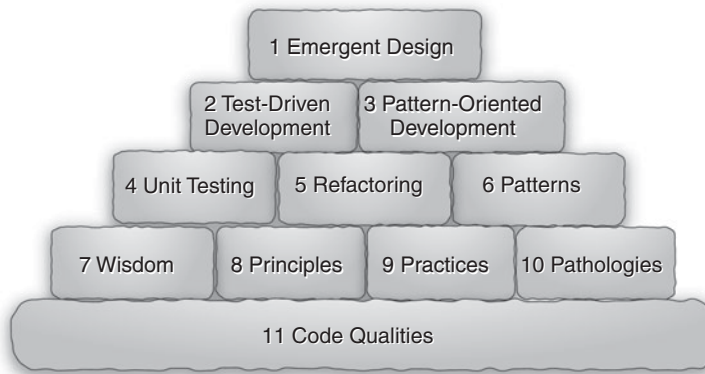 1 Emergent Design
2 Test-Driven
Development
3 Pattern-Oriented
Development
4 Unit Testing
5 Refactoring
6 Patterns
7 Wisdom
8 Principles
9 Practices
10 Pathologies
11 Code Qualities